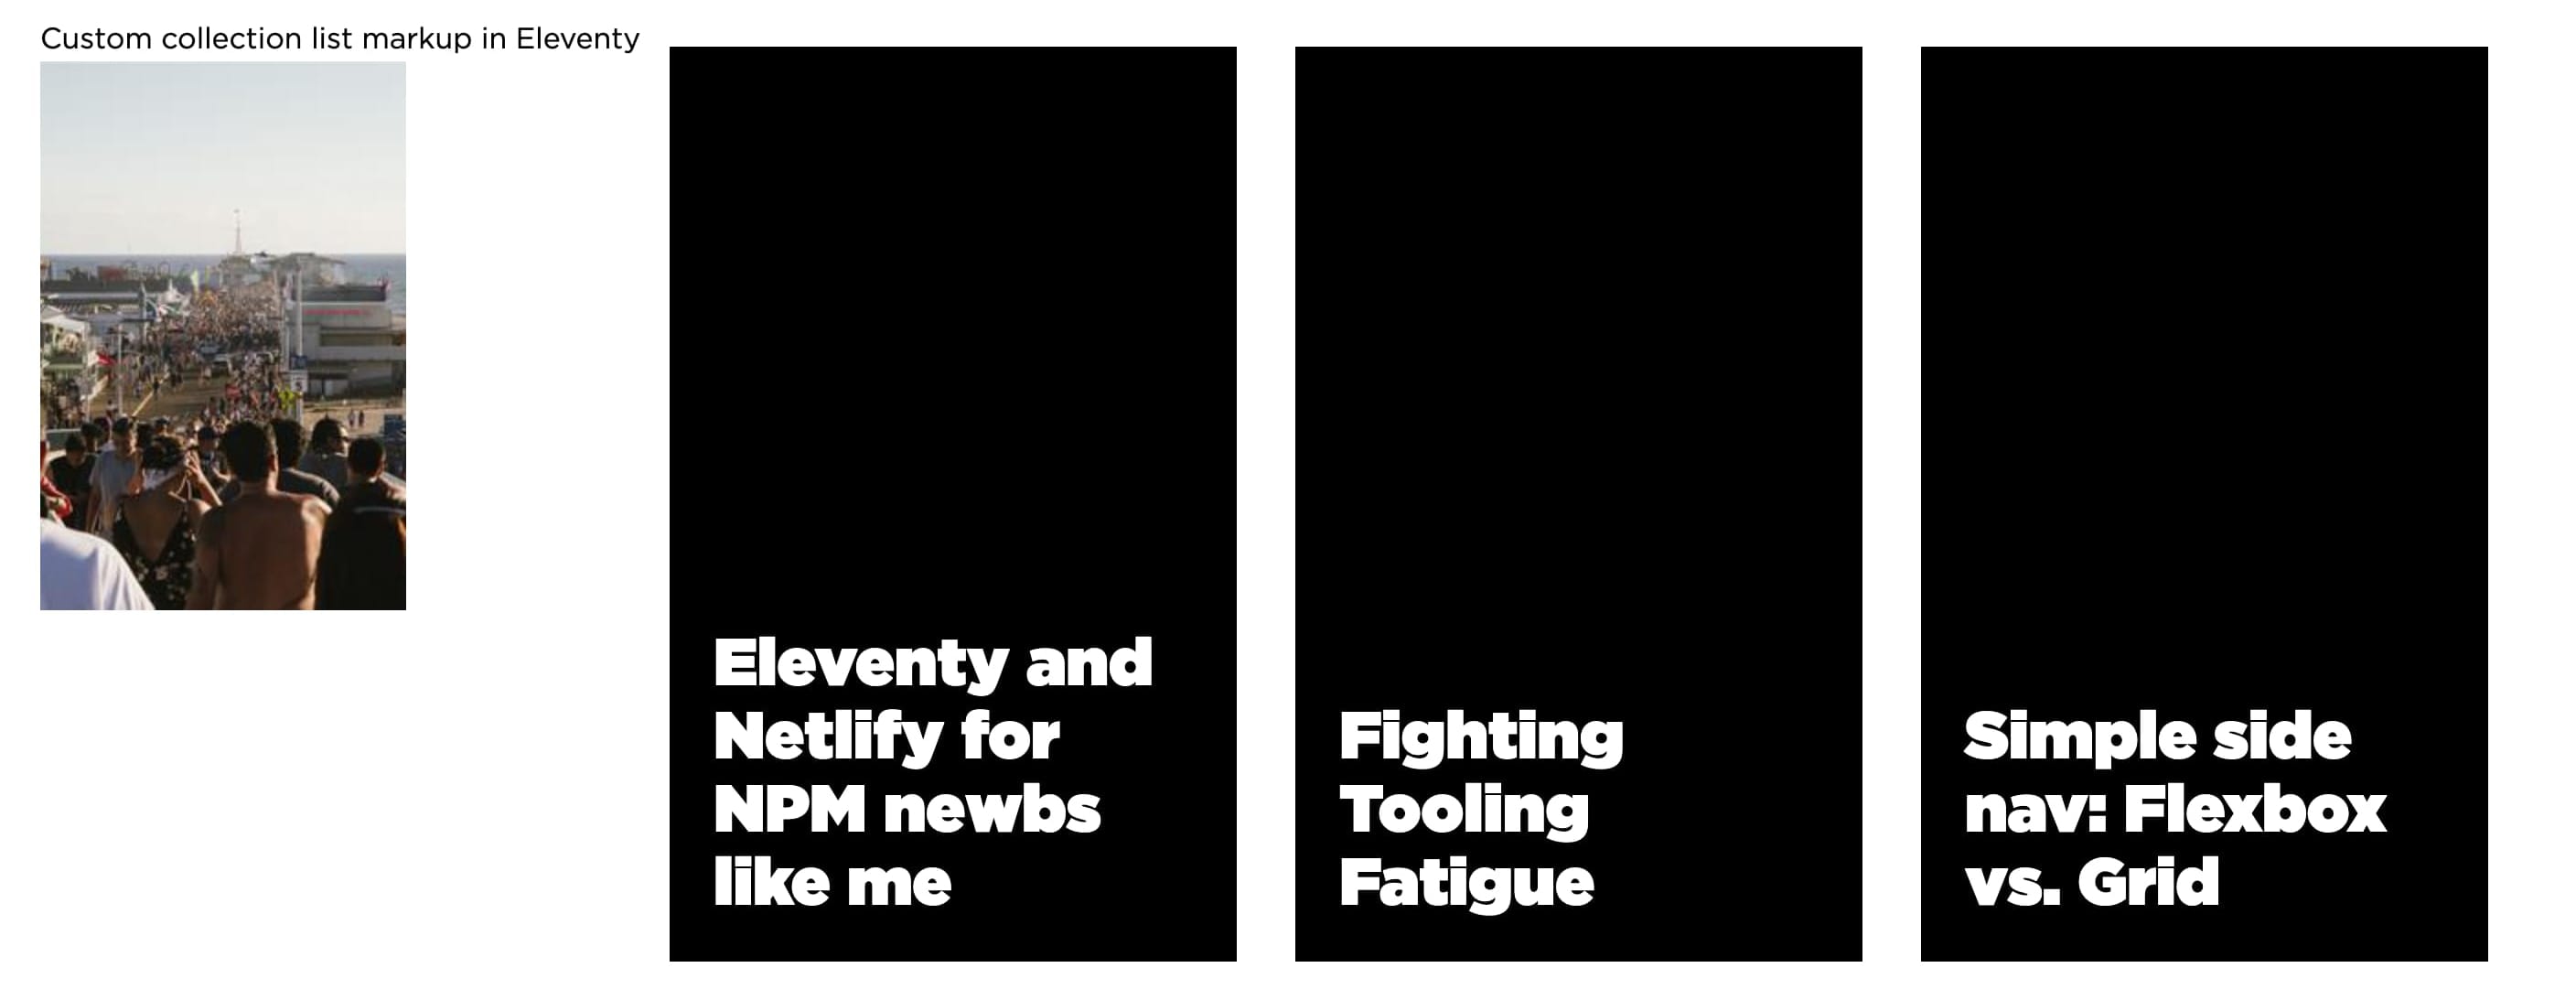 Custom collection list markup in Eleventy
Eleventy and
Netlify for
NPM newbs
like me
Fighting
Tooling
Fatigue
Simple side
nav: Flexbox
vs. Grid